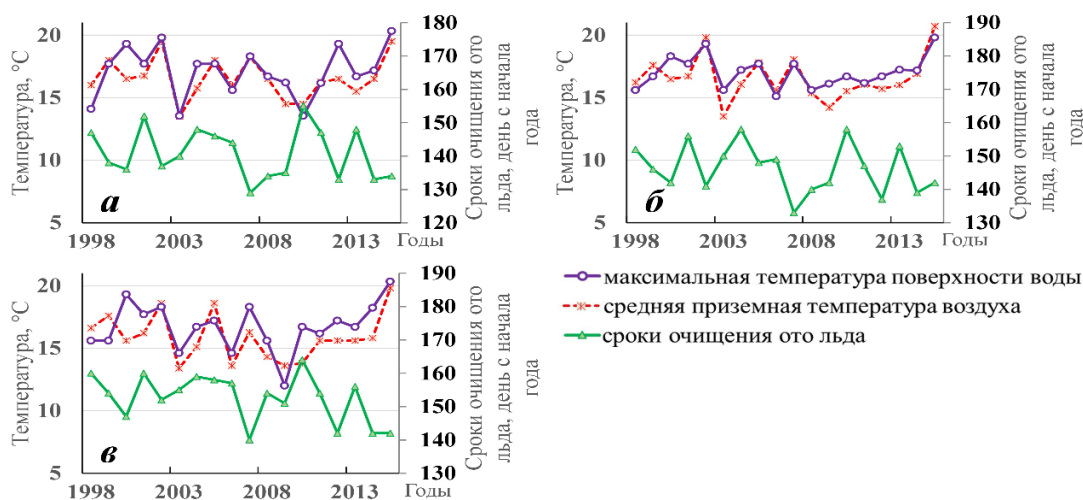 Температура, °С
20
15
10
5
180
170
160
150
140
130
120
Сроки очищения ото
льда, день с начала
года
а
1998 2003 2008 2013 Годы
Температура, °С
20
15
10
5
190
180
170
160
150
140
130
Сроки очищения ото
льда, день с начала
года
б
1998 2003 2008 2013 Годы
Температура, °С
20
15
10
5
190
180
170
160
150
140
130
Сроки очищения ото
льда, день с начала
года
в
1998 2003 2008 2013 Годы
максимальная температура поверхности воды
средняя приземная температура воздуха
сроки очищения ото льда